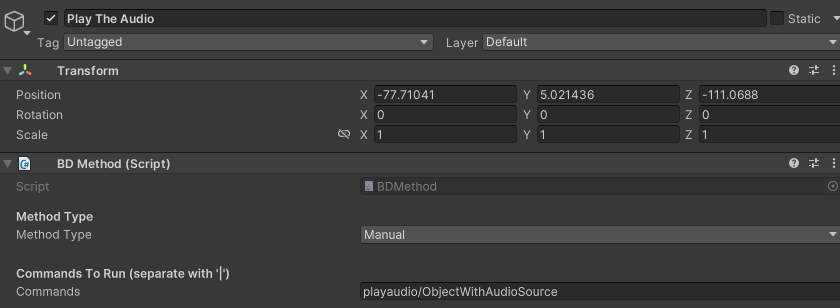 Play The Audio Static
Tag Untagged Layer Default
Transform
Position X -77.71041 Y 5.021436 Z -111.0688
Rotation X 0 Y 0 Z 0
Scale X 1 Y 1 Z 1
BD Method (Script)
Script BDMethod
Method Type
Method Type Manual
Commands To Run (separate with '|')
Commands playaudio/ObjectWithAudioSource